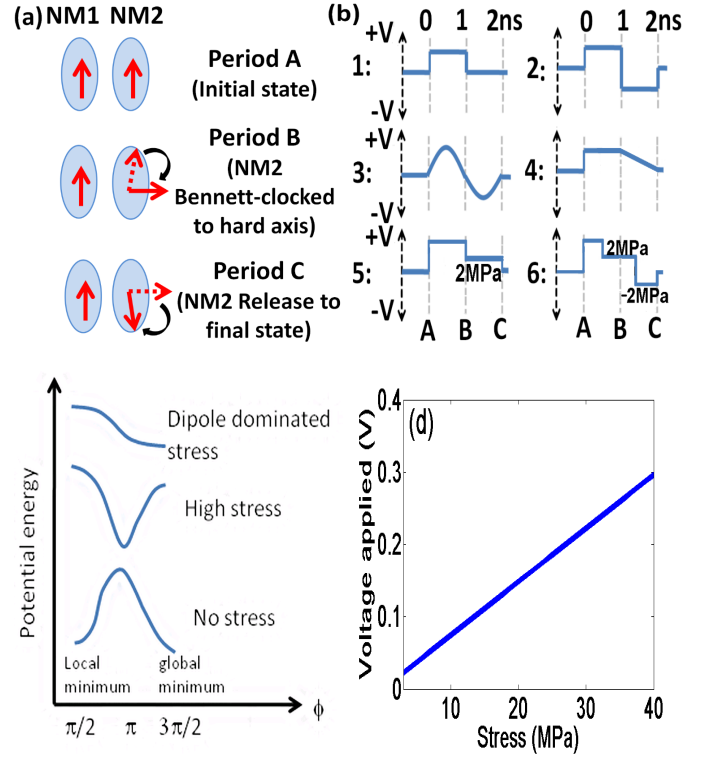 (a) NM1 NM2
Period A
(Initial state)
Period B
(NM2
Bennett-clocked
to hard axis)
Period C
(NM2 Release to
final state)
(b)
0 1 2ns
0 1 2ns
+V
1:
2:
-V
+V
3:
4:
-V
+V
5:
2MPa
6:
2MPa
-2MPa
-V
A B C
A B C
Potential energy
Dipole dominated
stress
High stress
No stress
Local
minimum
global
minimum
π/2 π 3π/2
ϕ
(d)
Voltage applied (V)
0.4
0.3
0.2
0.1
0
10 20 30 40
Stress (MPa)